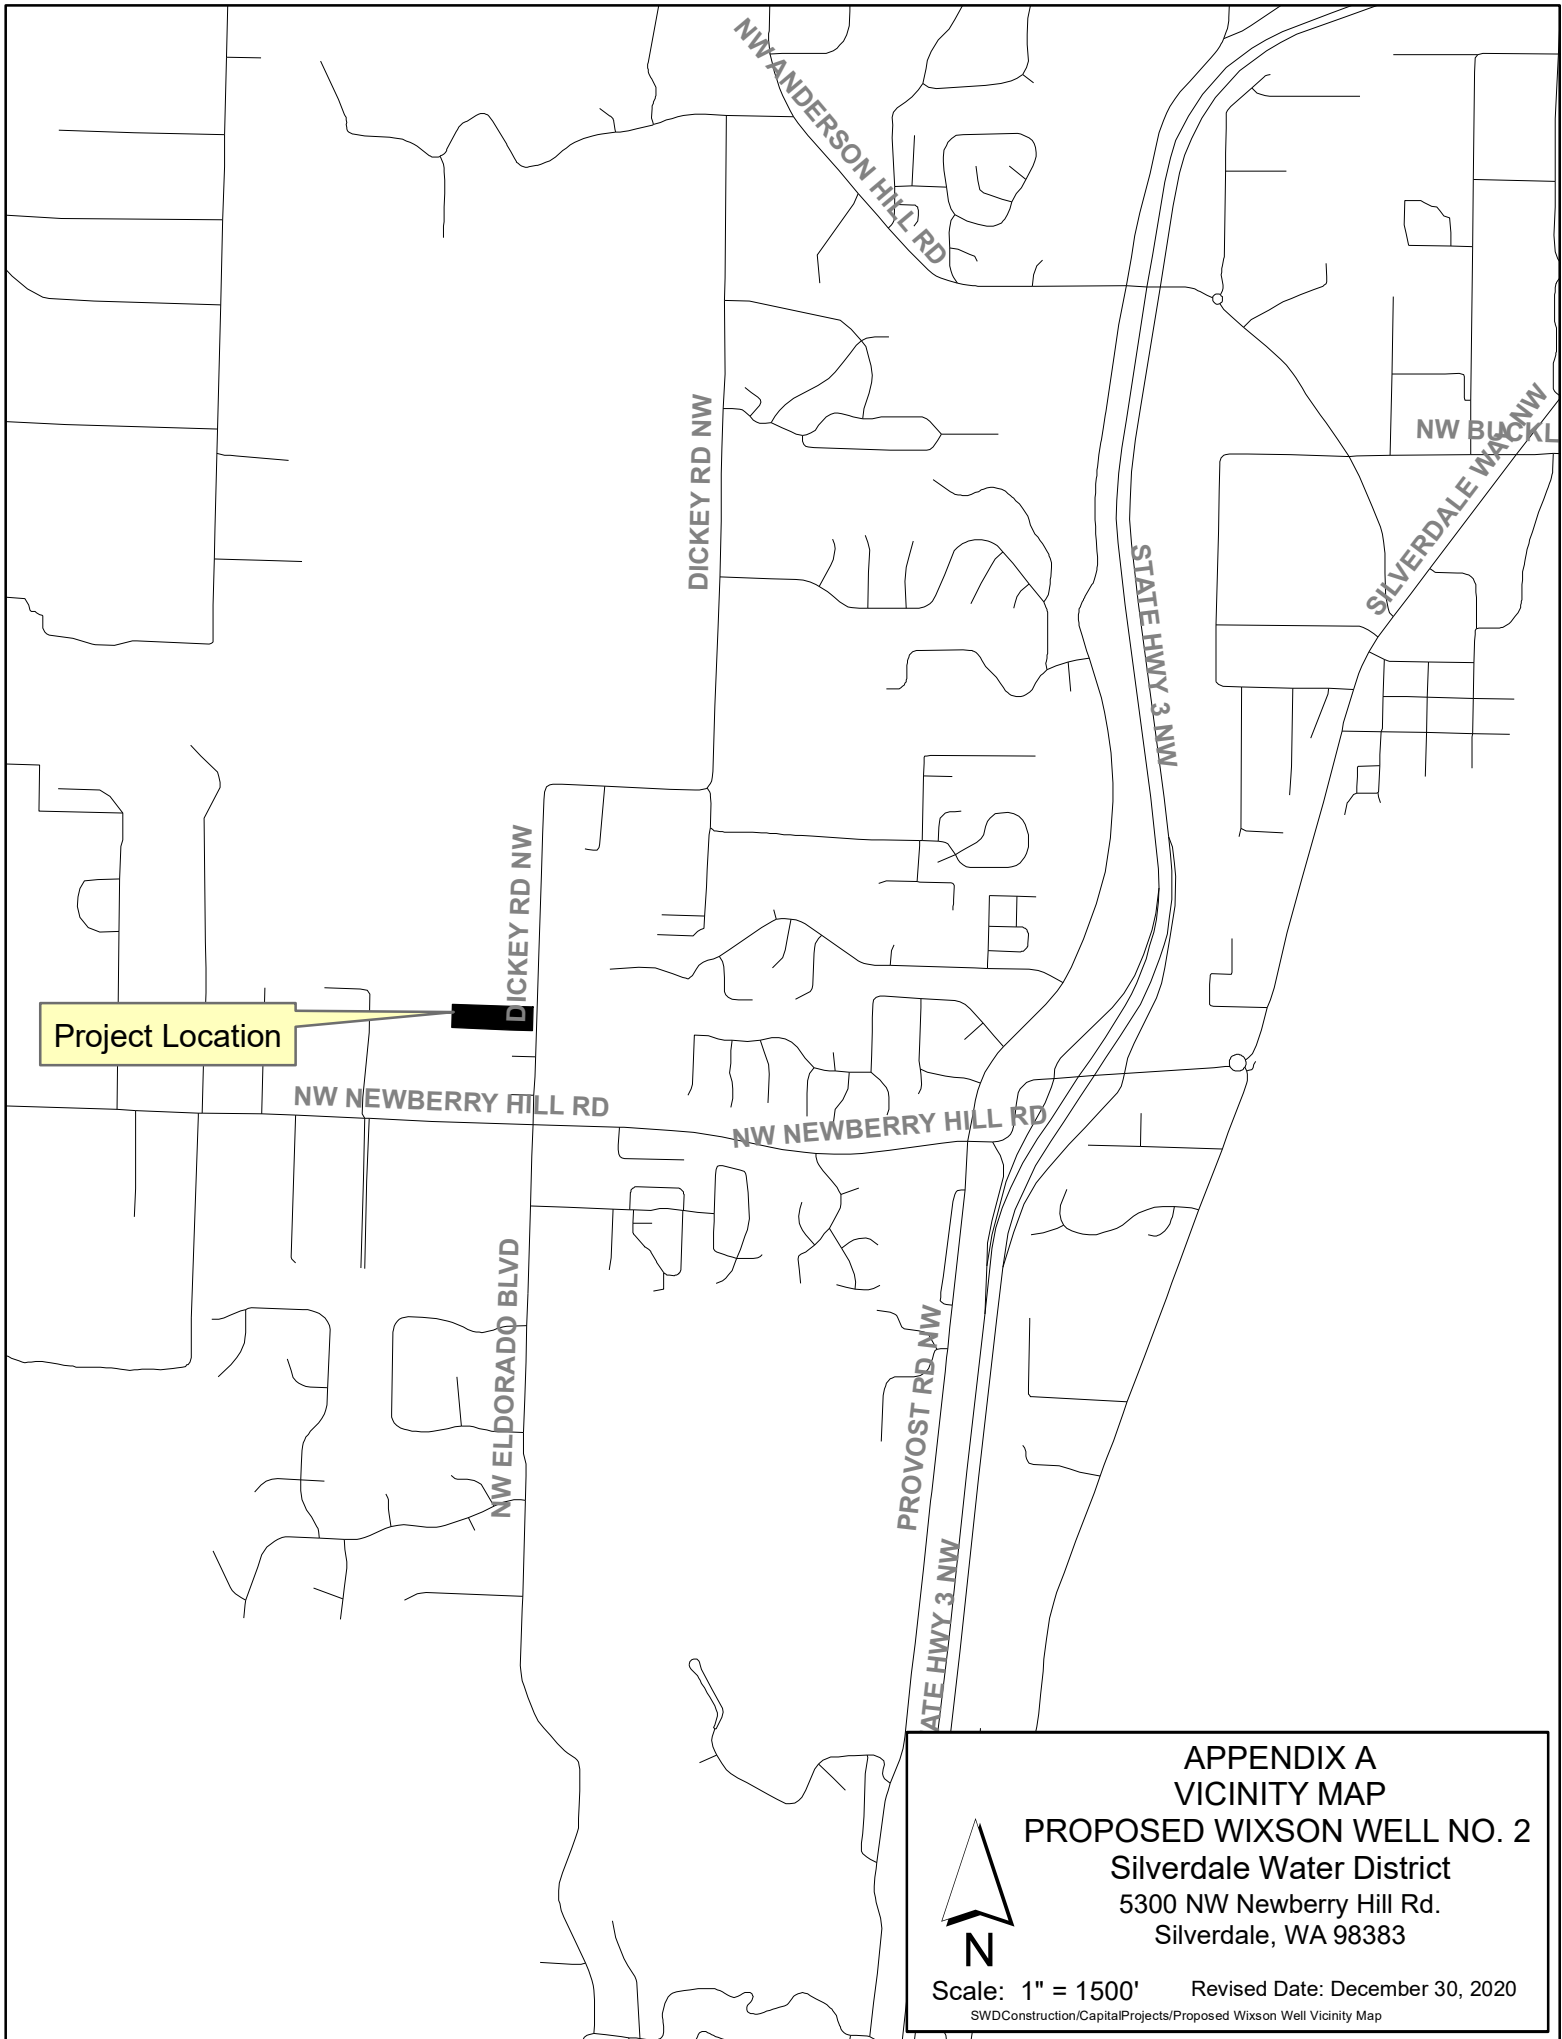 NW ANDERSON HILL RD
DICKEY RD NW
NW BUCKL
SILVERDALE WAY NW
STATE HWY 3 NW
DICKEY RD NW
Project Location
NW NEWBERRY HILL RD
NW NEWBERRY HILL RD
NW ELDORADO BLVD
PROVOST RD NW
ATE HWY 3 NW
APPENDIX A
VICINITY MAP
PROPOSED WIXSON WELL NO. 2
Silverdale Water District
5300 NW Newberry Hill Rd.
Silverdale, WA 98383
N
Scale: 1" = 1500' Revised Date: December 30, 2020
SWDConstruction/CapitalProjects/Proposed Wixson Well Vicinity Map